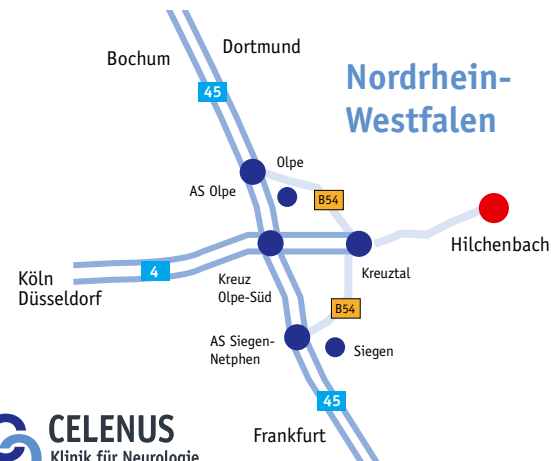 Dortmund
Bochum
Nordrhein-
Westfalen
45
Olpe
AS Olpe
B54
Hilchenbach
Kreuztal
4
Köln
Düsseldorf
Kreuz
Olpe-Süd
B54
AS Siegen-
Netphen
Siegen
45
Frankfurt
CELENUS
Klinik für Neurologie